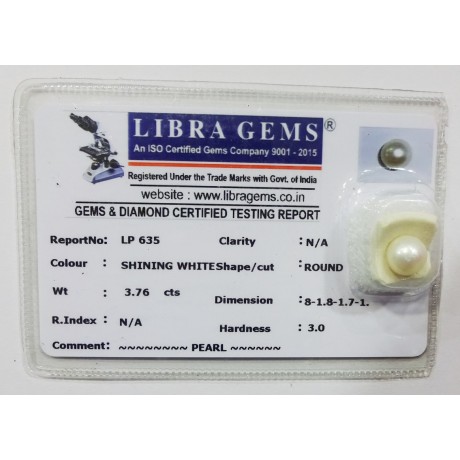 LIBRA GEMS ®
An ISO Certified Gems Company 9001 - 2015
Registered Under the Trade Marks with Govt. of India
website : www.libragems.co.in
GEMS & DIAMOND CERTIFIED TESTING REPORT
ReportNo: LP 635 Clarity : N/A
Colour : SHINING WHITE Shape/cut : ROUND
Wt : 3.76 cts Dimension :8-1.8-1.7-1.
R.Index : N/A Hardness : 3.0
Comment: ~~~~~~~~ PEARL ~~~~~~